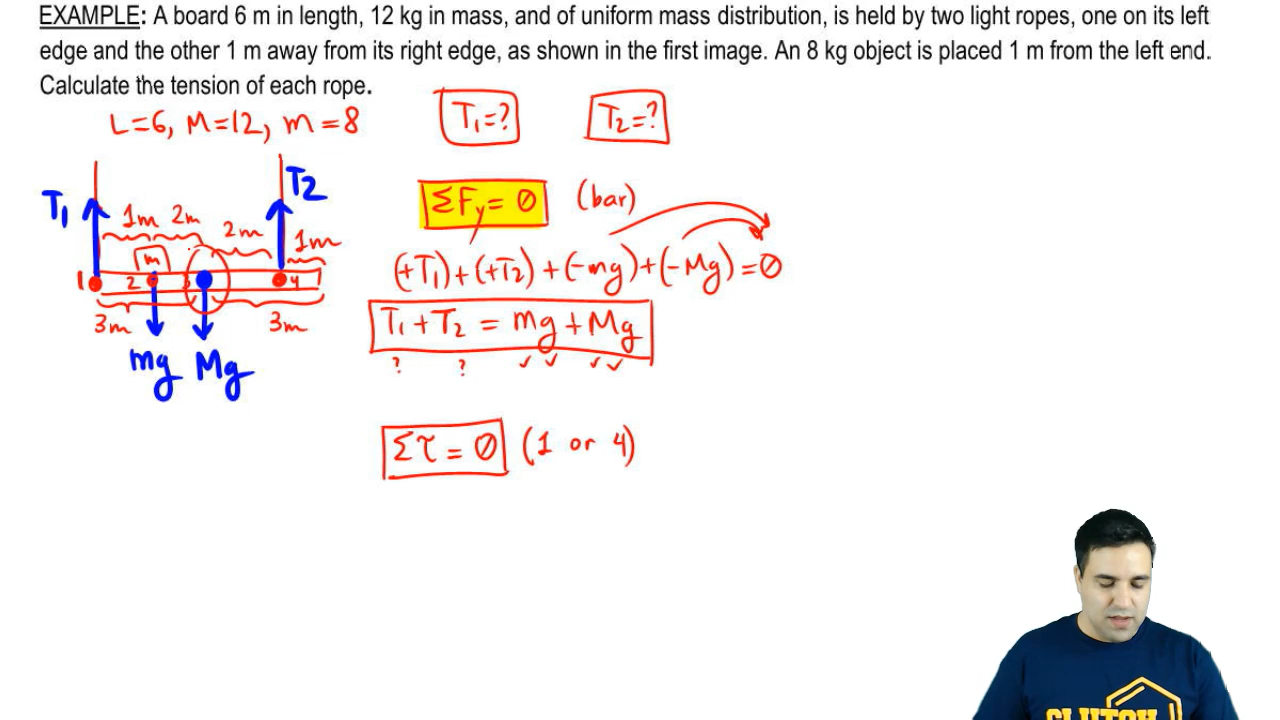 EXAMPLE: A board 6 m in length, 12 kg in mass, and of uniform mass distribution, is held by two light ropes, one on its left
edge and the other 1 m away from its right edge, as shown in the first image. An 8 kg object is placed 1 m from the left end.
Calculate the tension of each rope.
L=6, M=12, m=8
T₁=?
T₂=?
T₁
T2
1m 2m
2m
1m
m
1 2 3 4
3m 3m
mg Mg
ΣFy = 0 (bar)
(+T₁)+(+T₂)+(-mg)+(-Mg)=0
T₁+T₂ = mg+Mg
? ? ✓ ✓ ✓ ✓
Στ = 0 (1 or 4)
CLUTCH